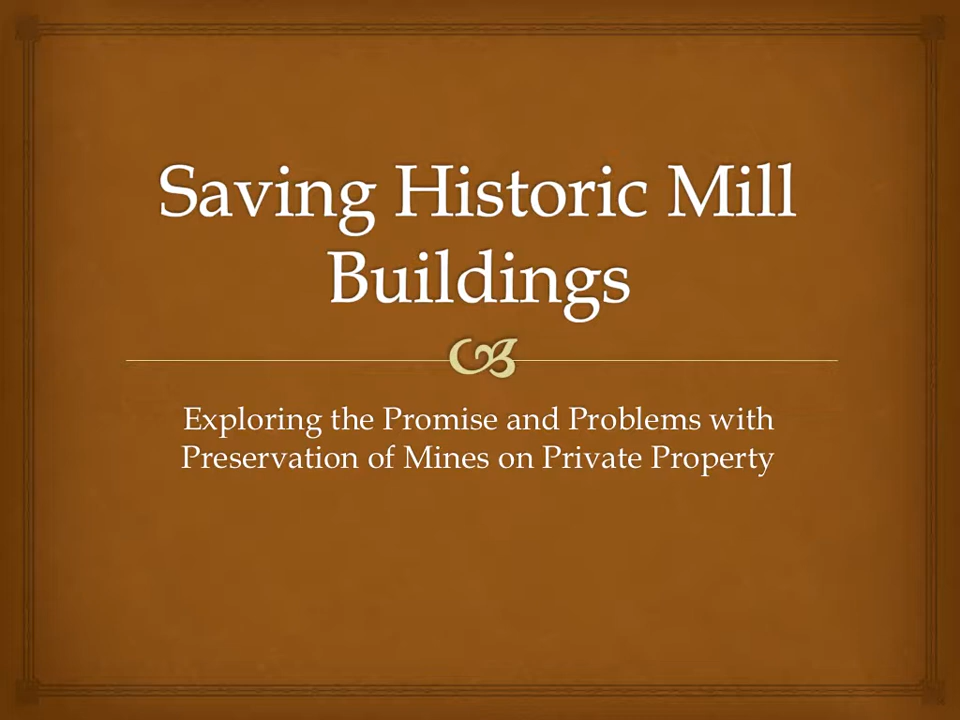 Saving Historic Mill
Buildings
Exploring the Promise and Problems with
Preservation of Mines on Private Property